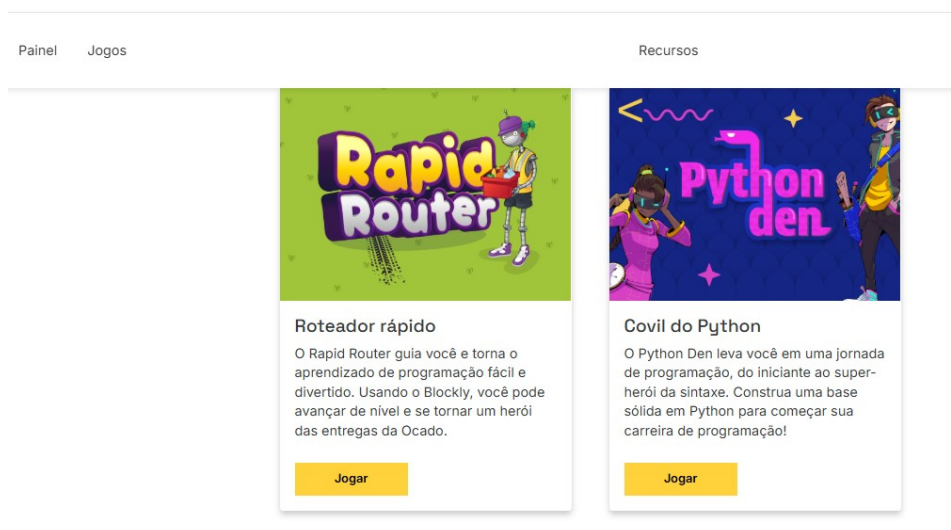 Painel Jogos Recursos
Rapid
Router
Python
den
Roteador rápido
O Rapid Router guia você e torna o
aprendizado de programação fácil e
divertido. Usando o Blockly, você pode
avançar de nível e se tornar um herói
das entregas da Ocado.
Jogar
Covil do Python
O Python Den leva você em uma jornada
de programação, do iniciante ao super-
herói da sintaxe. Construa uma base
sólida em Python para começar sua
carreira de programação!
Jogar